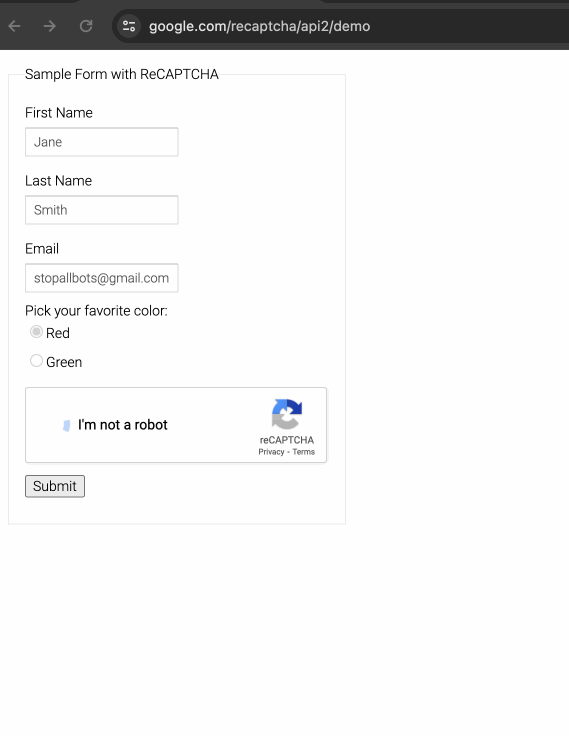 google.com/recaptcha/api2/demo
Sample Form with ReCAPTCHA
First Name
Jane
Last Name
Smith
Email
stopallbots@gmail.com
Pick your favorite color:
Red
Green
I'm not a robot
reCAPTCHA
Privacy - Terms
Submit